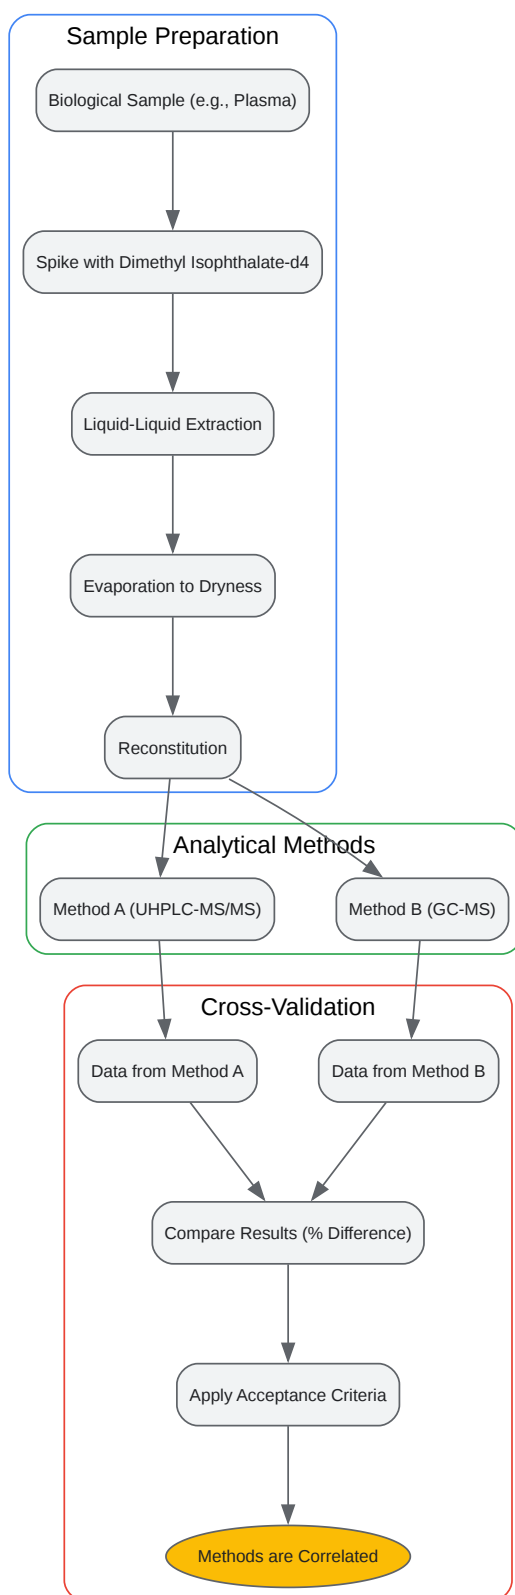 Sample Preparation
Biological Sample (e.g., Plasma)
Spike with Dimethyl Isophthalate-d4
Liquid-Liquid Extraction
Evaporation to Dryness
Reconstitution
Analytical Methods
Method A (UHPLC-MS/MS)
Method B (GC-MS)
Cross-Validation
Data from Method A
Data from Method B
Compare Results (% Difference)
Apply Acceptance Criteria
Methods are Correlated